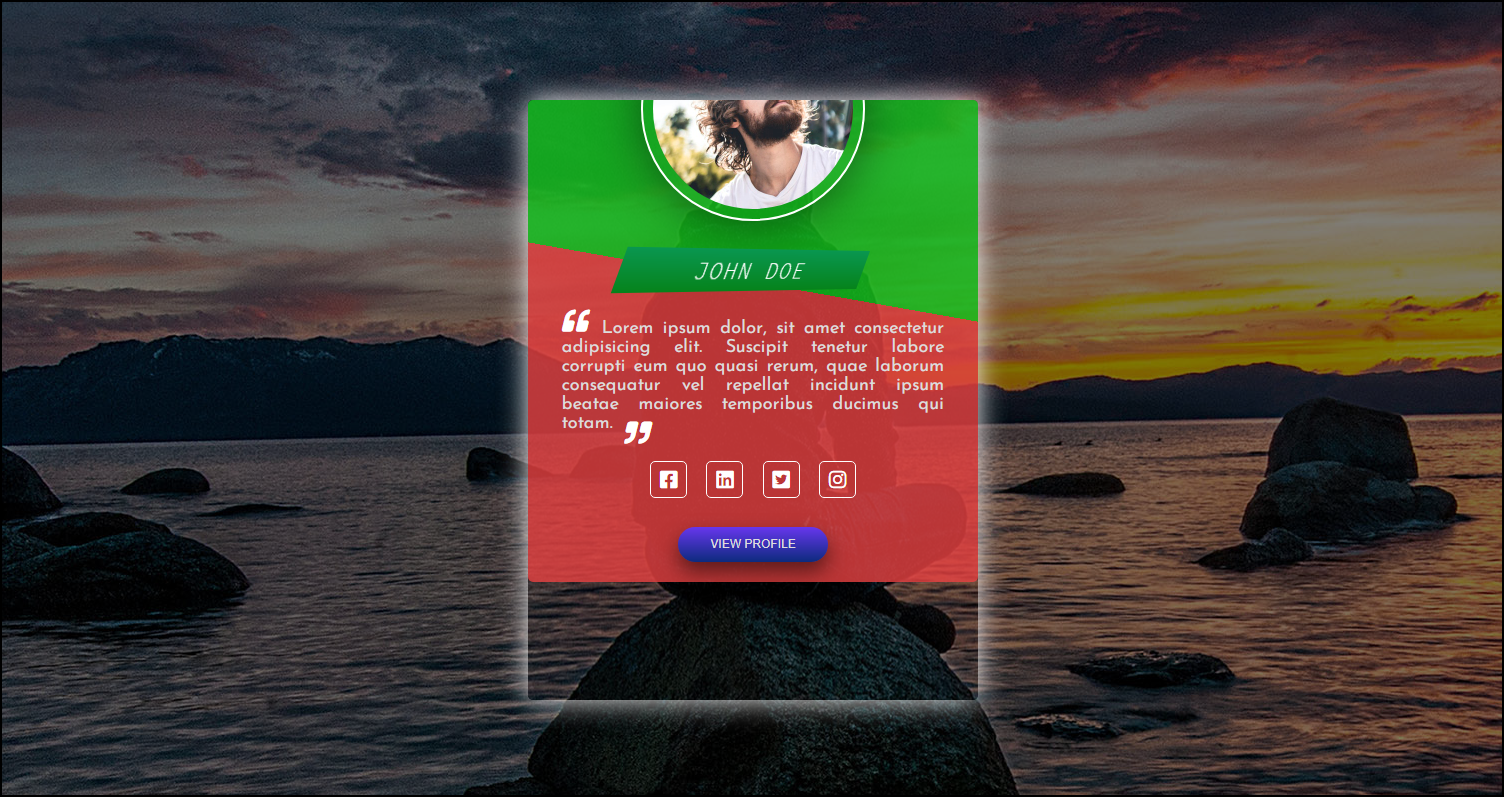 JOHN DOE
“ Lorem ipsum dolor, sit amet consectetur
adipisicing elit. Suscipit tenetur labore
corrupti eum quo quasi rerum, quae laborum
consequatur vel repellat incidunt ipsum
beatae maiores temporibus ducimus qui
totam. ”
VIEW PROFILE